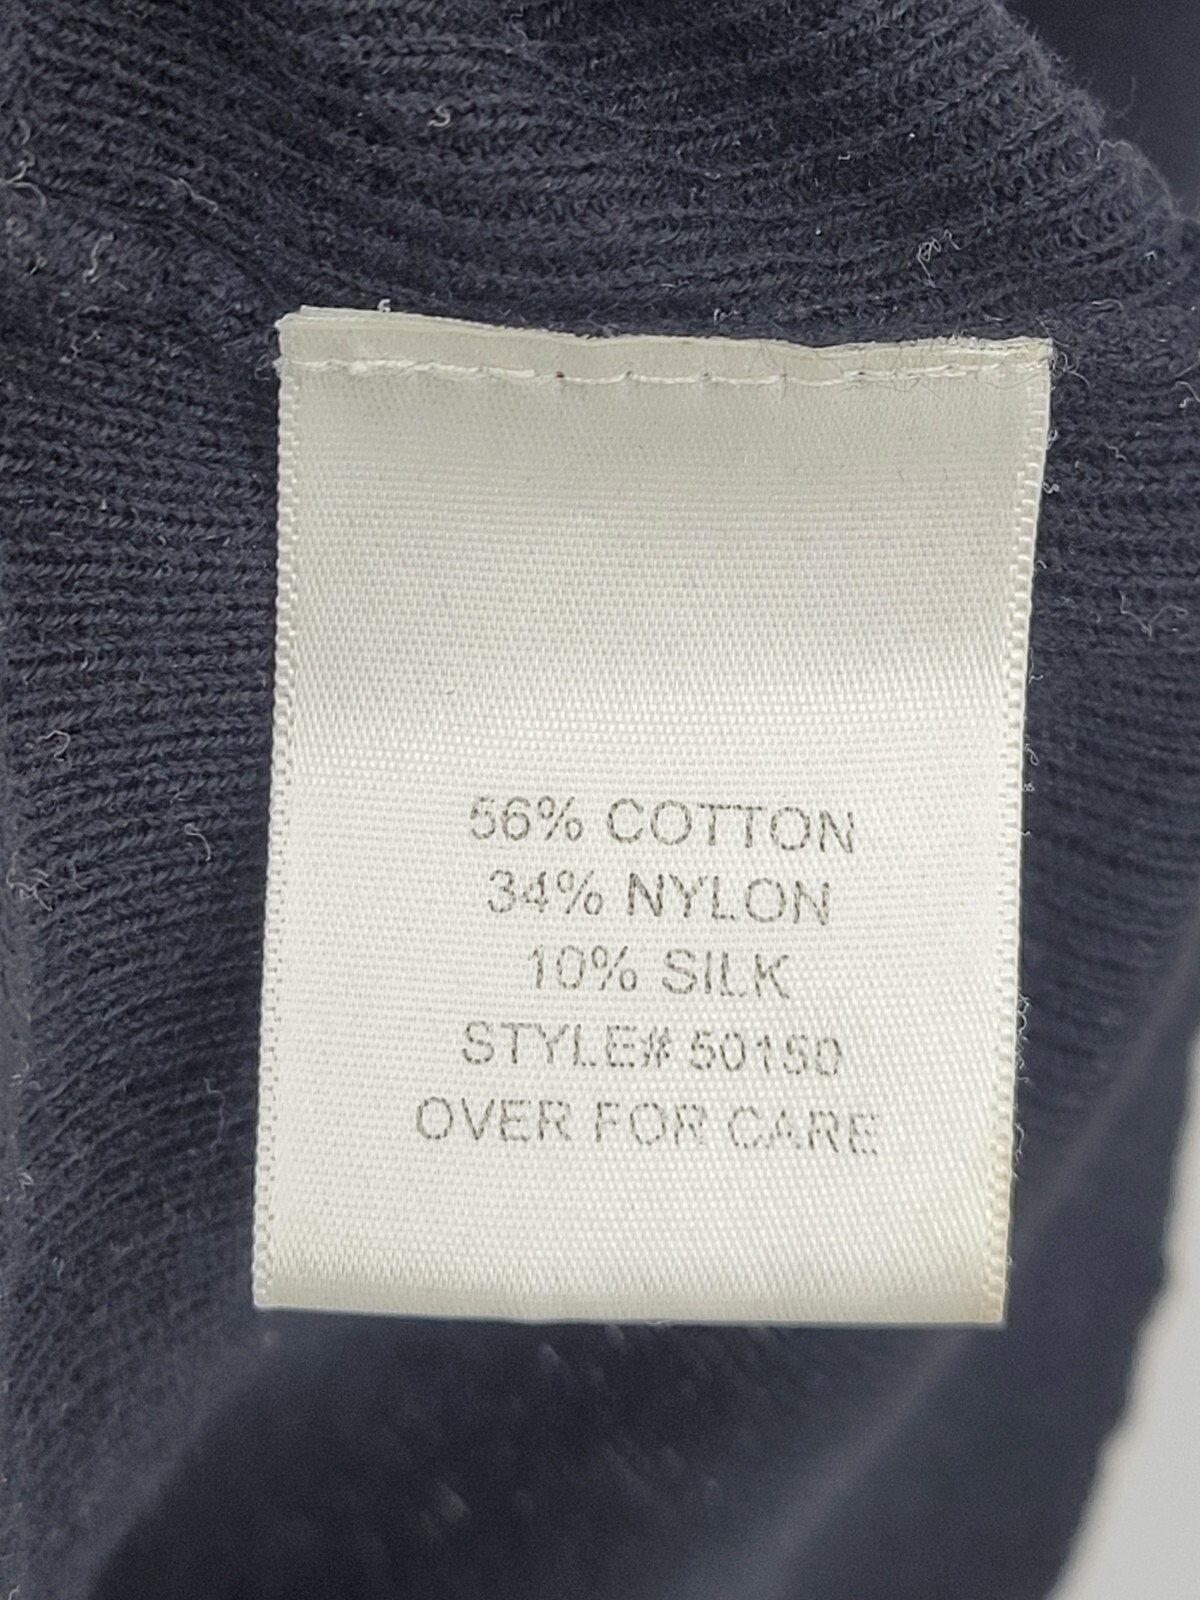 56% COTTON
34% NYLON
10% SILK
STYLE# 50150
OVER FOR CARE